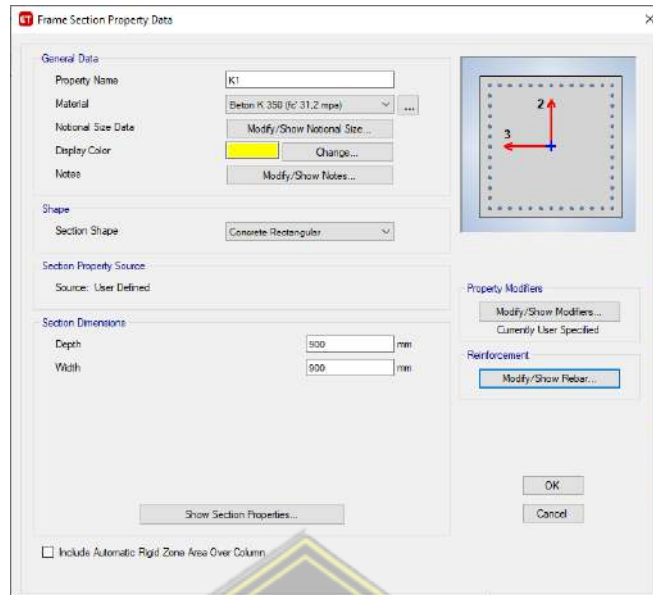 Frame Section Property Data
General Data
Property Name K1
Material Beton K 350 (fc' 31,2 mpa) ...
Notional Size Data Modify/Show Notional Size...
Display Color Change...
Notes Modify/Show Notes...
Shape
Section Shape Concrete Rectangular
Section Property Source
Source: User Defined
Section Dimensions
Depth 900 mm
Width 900 mm
Show Section Properties...
Include Automatic Rigid Zone Area Over Column
2
3
Property Modifiers
Modify/Show Modifiers...
Currently User Specified
Reinforcement
Modify/Show Rebar...
OK
Cancel